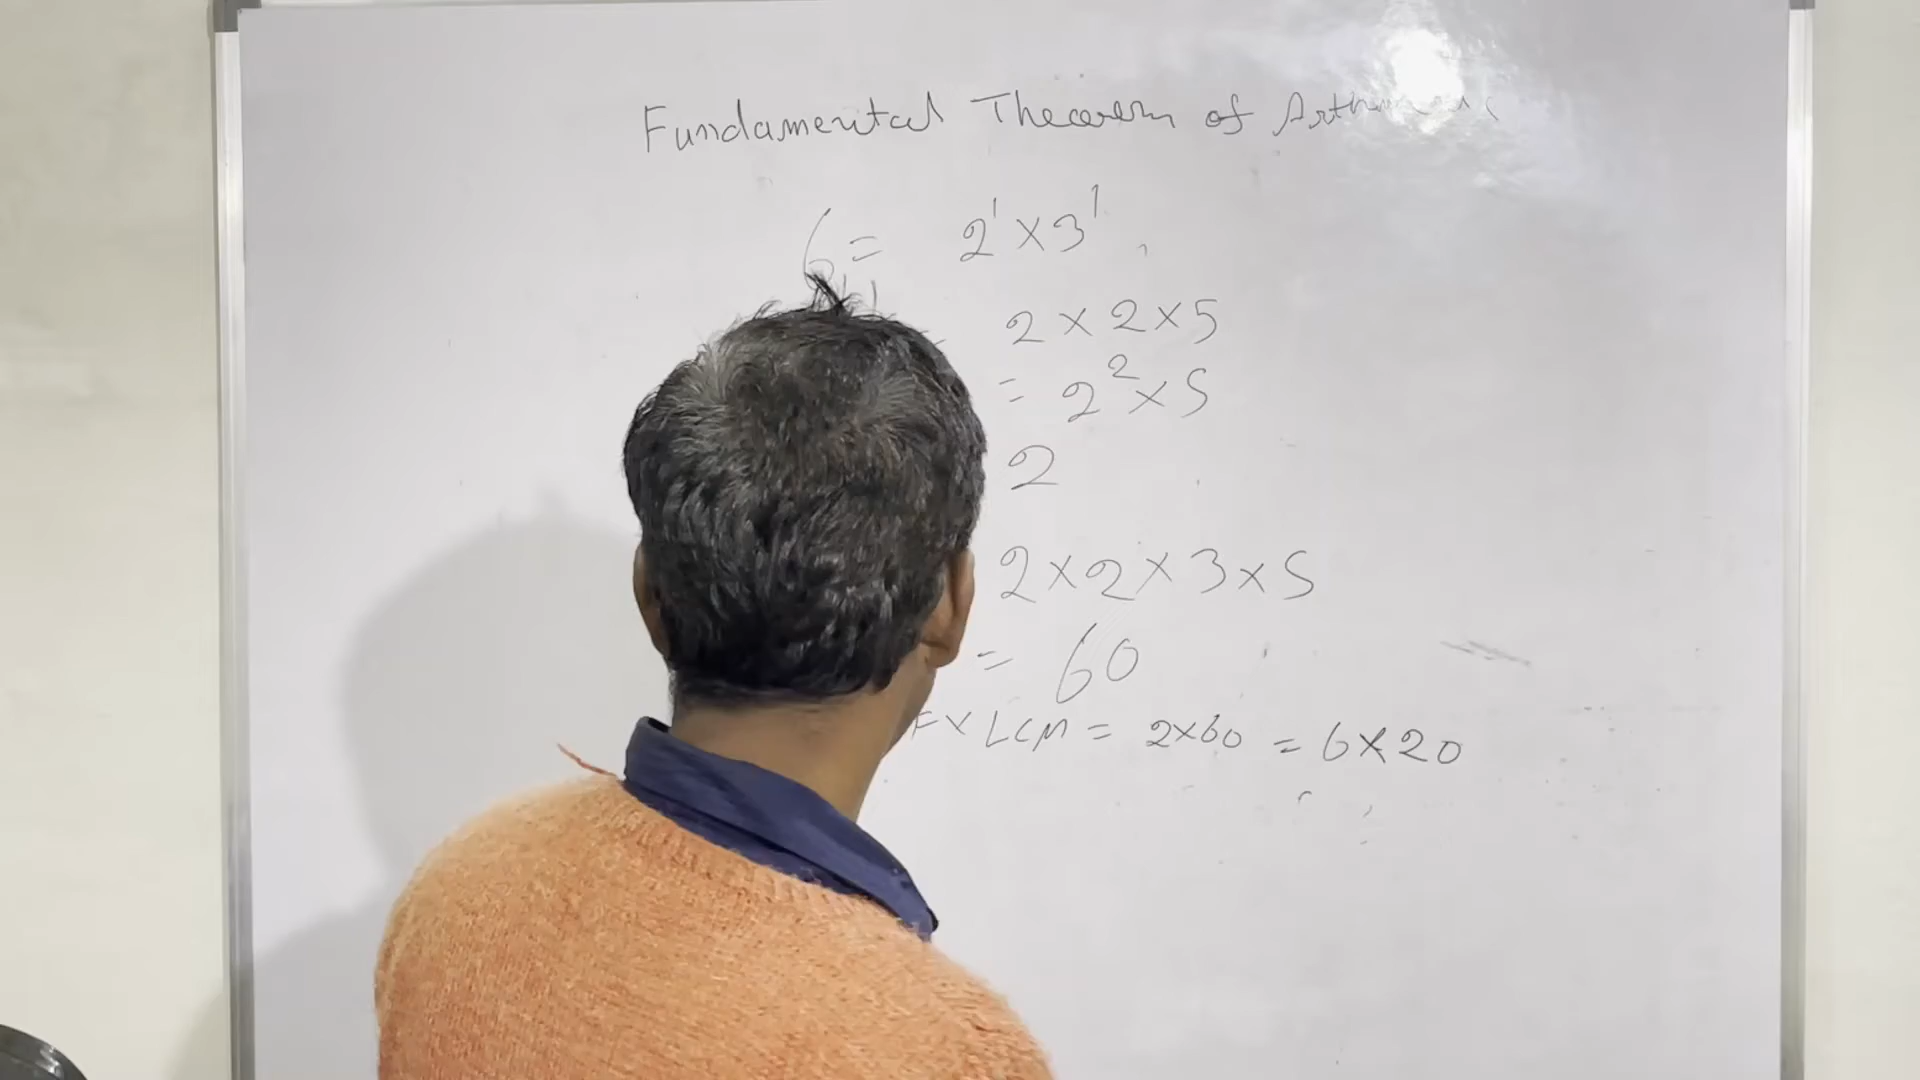 Fundamental Theorem of
6 = 2¹ × 3¹
2 × 2 × 5
= 2² × 5
2
2 × 2 × 3 × 5
= 60
F × LCM = 2×60 = 6×20